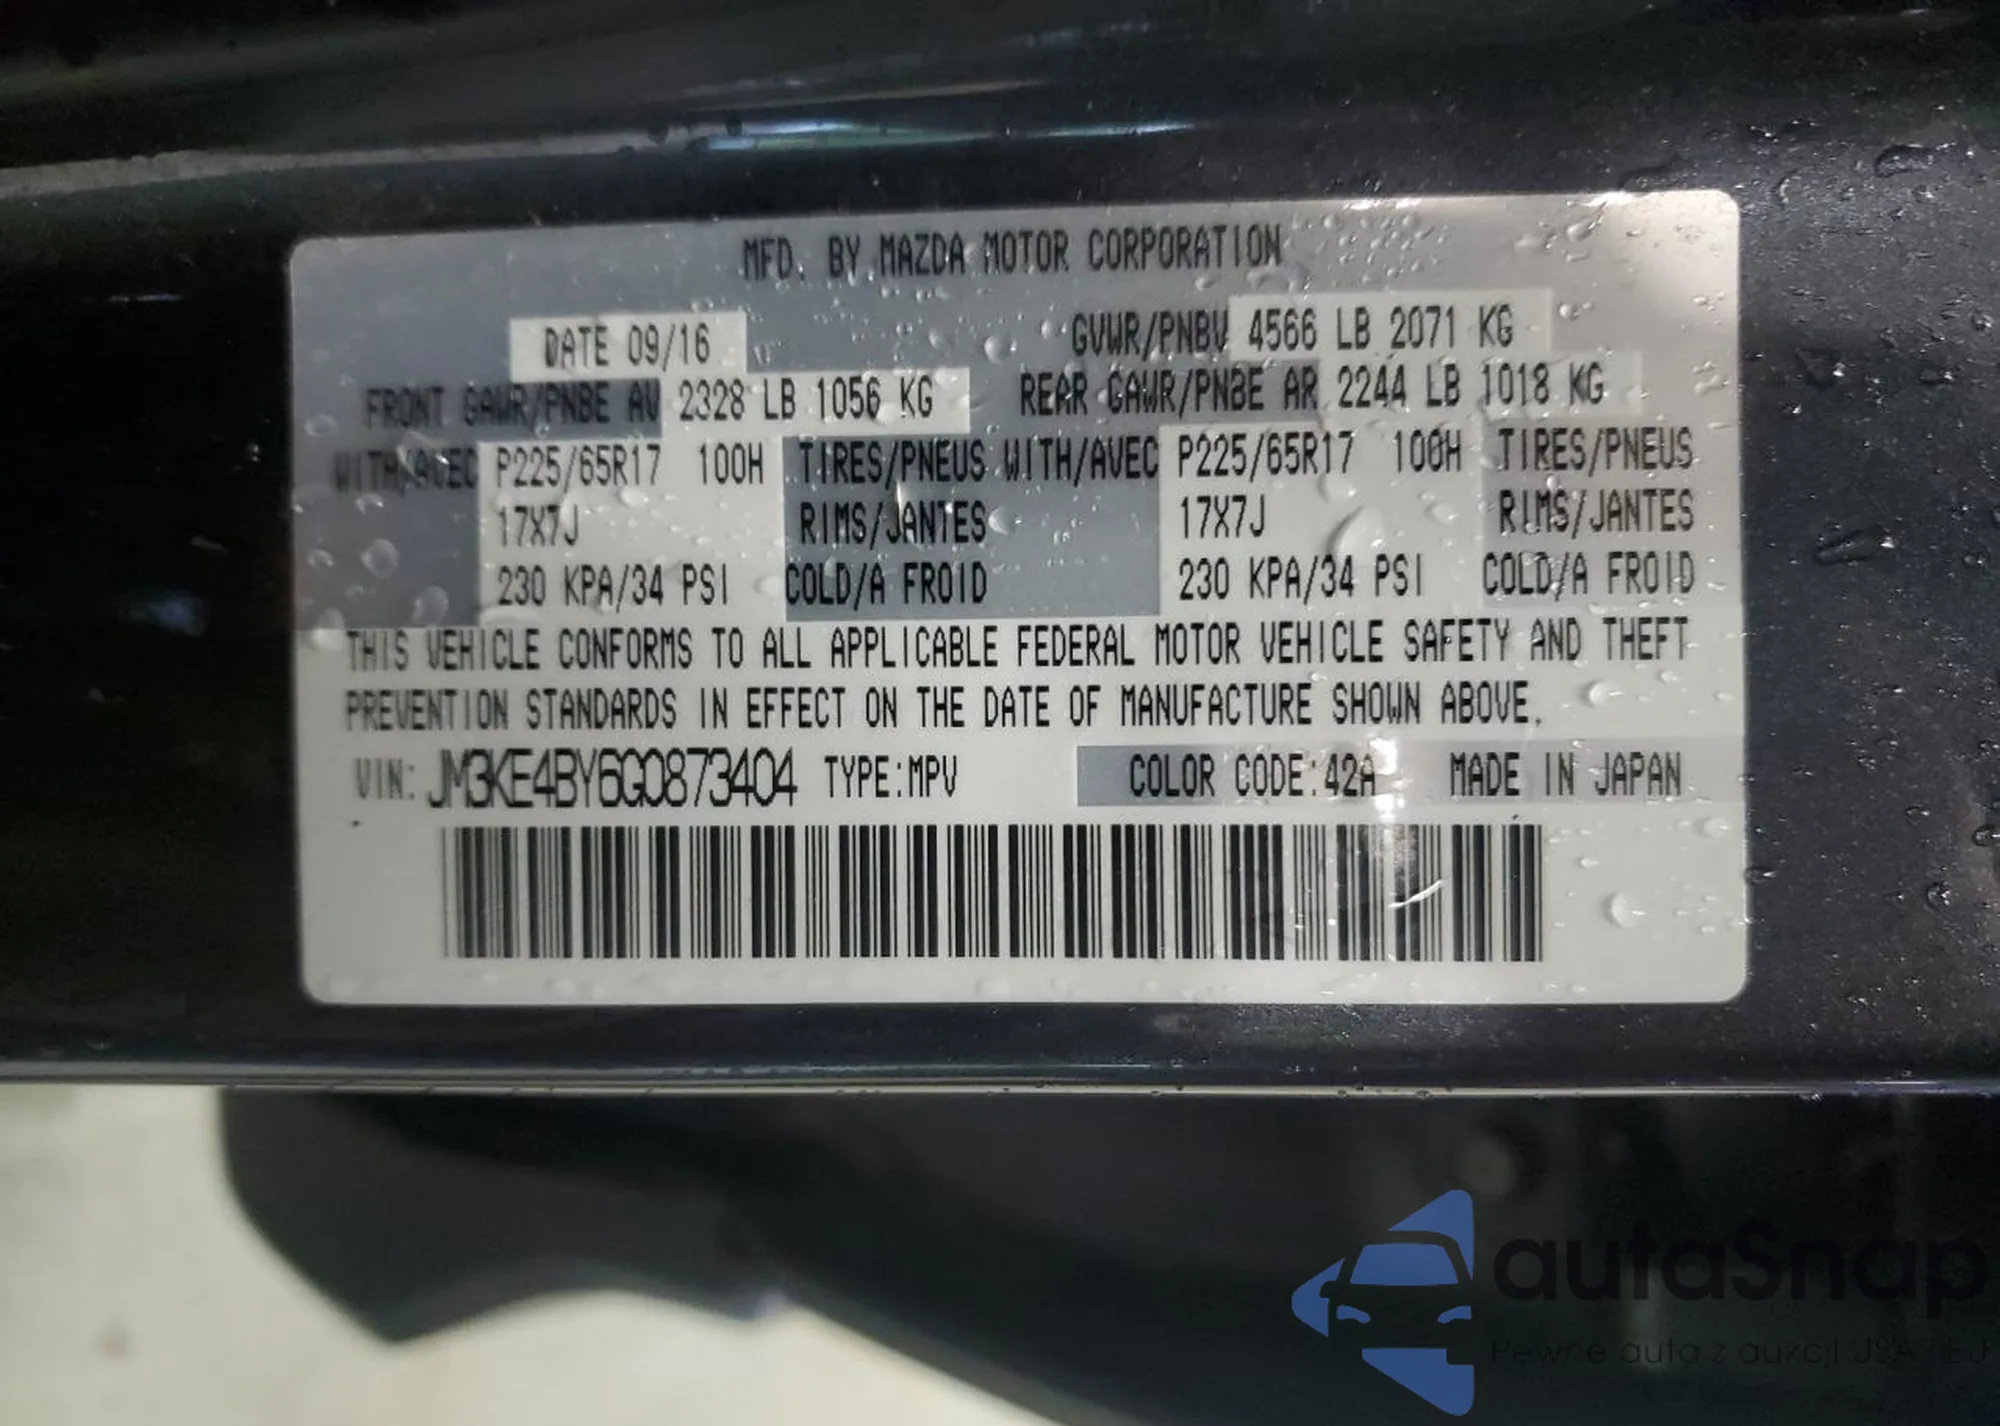 MFD. BY MAZDA MOTOR CORPORATION
DATE 09/16 GVWR/PNBV 4566 LB 2071 KG
FRONT GAWR/PNBE AV 2328 LB 1056 KG REAR GAWR/PNBE AR 2244 LB 1018 KG
WITH/AVEC P225/65R17 100H TIRES/PNEUS WITH/AVEC P225/65R17 100H TIRES/PNEUS
17X7J RIMS/JANTES 17X7J RIMS/JANTES
230 KPA/34 PSI COLD/A FROID 230 KPA/34 PSI COLD/A FROID
THIS VEHICLE CONFORMS TO ALL APPLICABLE FEDERAL MOTOR VEHICLE SAFETY AND THEFT
PREVENTION STANDARDS IN EFFECT ON THE DATE OF MANUFACTURE SHOWN ABOVE.
VIN: JM3KE4BY6G0873404 TYPE:MPV COLOR CODE:42A MADE IN JAPAN
autaSnap
Pewne auta z aukcji USA i EU